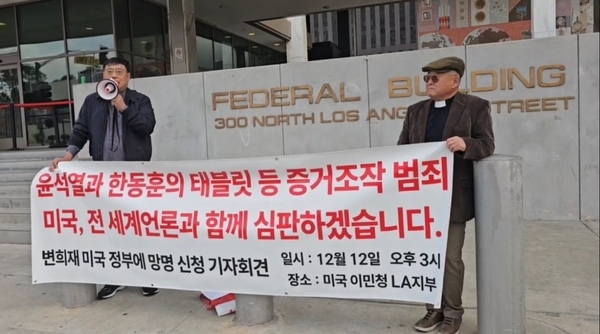 FEDERAL BUILDING
300 NORTH LOS ANG STREET
윤석열과 한동훈의 태블릿 등 증거조작 범죄
미국, 전 세계언론과 함께 심판하겠습니다.
변희재 미국 정부에 망명 신청 기자회견
일시 : 12월 12일 오후 3시
장소 : 미국 이민청 LA지부